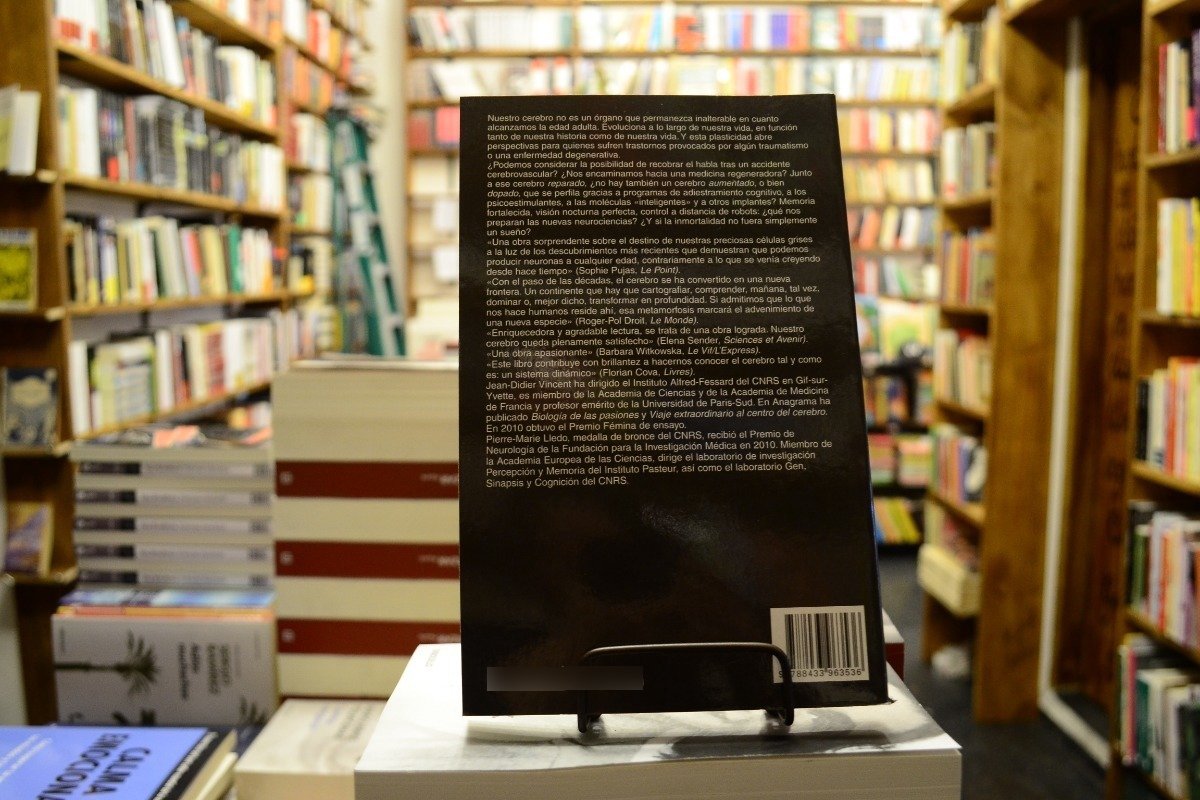 Nuestro cerebro no es un órgano que permanezca inalterable en cuanto
alcanzamos la edad adulta. Evoluciona a lo largo de nuestra vida, en función
tanto de nuestra historia como de nuestra vida. Y esta plasticidad abre
perspectivas para quienes sufren trastornos provocados por algún traumatismo
o una enfermedad degenerativa.
¿Podemos considerar la posibilidad de recobrar el habla tras un accidente
cerebrovascular? ¿Nos encaminamos hacia una medicina regeneradora? Junto
a ese cerebro reparado, ¿no hay también un cerebro aumentado, o bien
dopado, que se perfila gracias a programas de adiestramiento cognitivo, a los
psicoestimulantes, a las moléculas «inteligentes» y a otros implantes? Memoria
fortalecida, visión nocturna perfecta, control a distancia de robots: ¿qué nos
preparan las nuevas neurociencias? ¿Y si la inmortalidad no fuera simplemente
un sueño?
«Una obra sorprendente sobre el destino de nuestras preciosas células grises
a la luz de los descubrimientos más recientes que demuestran que podemos
producir neuronas a cualquier edad, contrariamente a lo que se venía creyendo
desde hace tiempo» (Sophie Pujas, Le Point).
«Con el paso de las décadas, el cerebro se ha convertido en una nueva
frontera. Un continente que hay que cartografiar, comprender, mañana, tal vez,
dominar o, mejor dicho, transformar en profundidad. Si admitimos que lo que
nos hace humanos reside ahí, esa metamorfosis marcará el advenimiento de
una nueva especie» (Roger-Pol Droit, Le Monde).
«Enriquecedora y agradable lectura, se trata de una obra lograda. Nuestro
cerebro queda plenamente satisfecho» (Elena Sender, Sciences et Avenir).
«Una obra apasionante» (Barbara Witkowska, Le Vif/L'Express).
«Este libro contribuye con brillantez a hacernos conocer el cerebro tal y como
es: un sistema dinámico» (Florian Cova, Livres).
Jean-Didier Vincent ha dirigido el Instituto Alfred-Fessard del CNRS en Gif-sur-
Yvette, es miembro de la Academia de Ciencias y de la Academia de Medicina
de Francia y profesor emérito de la Universidad de Paris-Sud. En Anagrama ha
publicado Biología de las pasiones y Viaje extraordinario al centro del cerebro.
En 2010 obtuvo el Premio Fémina de ensayo.
Pierre-Marie Lledo, medalla de bronce del CNRS, recibió el Premio de
Neurología de la Fundación para la Investigación Médica en 2010. Miembro de
la Academia Europea de las Ciencias, dirige el laboratorio de investigación
Percepción y Memoria del Instituto Pasteur, así como el laboratorio Gen,
Sinapsis y Cognición del CNRS.
788433 963536
CALMA
EMOCIONA